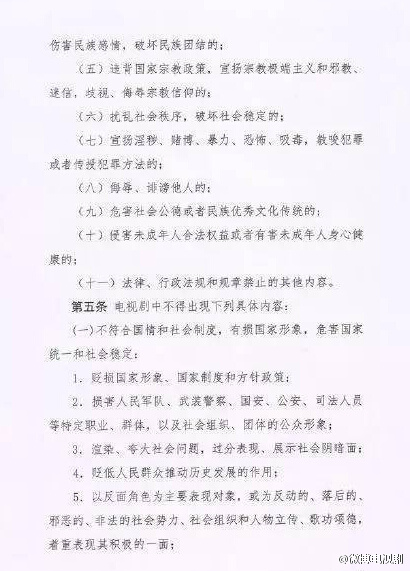 伤害民族感情，破坏民族团结的；
（五）违背国家宗教政策，宣扬宗教极端主义和邪教、
迷信，歧视、侮辱宗教信仰的；
（六）扰乱社会秩序，破坏社会稳定的；
（七）宣扬淫秽、赌博、暴力、恐怖、吸毒，教唆犯罪
或者传授犯罪方法的；
（八）侮辱、诽谤他人的；
（九）危害社会公德或者民族优秀文化传统的；
（十）侵害未成年人合法权益或者有害未成年人身心健
康的；
（十一）法律、行政法规和规章禁止的其他内容。
第五条 电视剧中不得出现下列具体内容：
(一)不符合国情和社会制度，有损国家形象，危害国家
统一和社会稳定：
1．贬损国家形象、国家制度和方针政策；
2．损害人民军队、武装警察、国安、公安、司法人员
等特定职业、群体，以及社会组织、团体的公众形象；
3．渲染、夸大社会问题，过分表现、展示社会阴暗面；
4．贬低人民群众推动历史发展的作用；
5．以反面角色为主要表现对象，或为反动的、落后的、
邪恶的、非法的社会势力、社会组织和人物立传、歌功颂德，
着重表现其积极的一面；